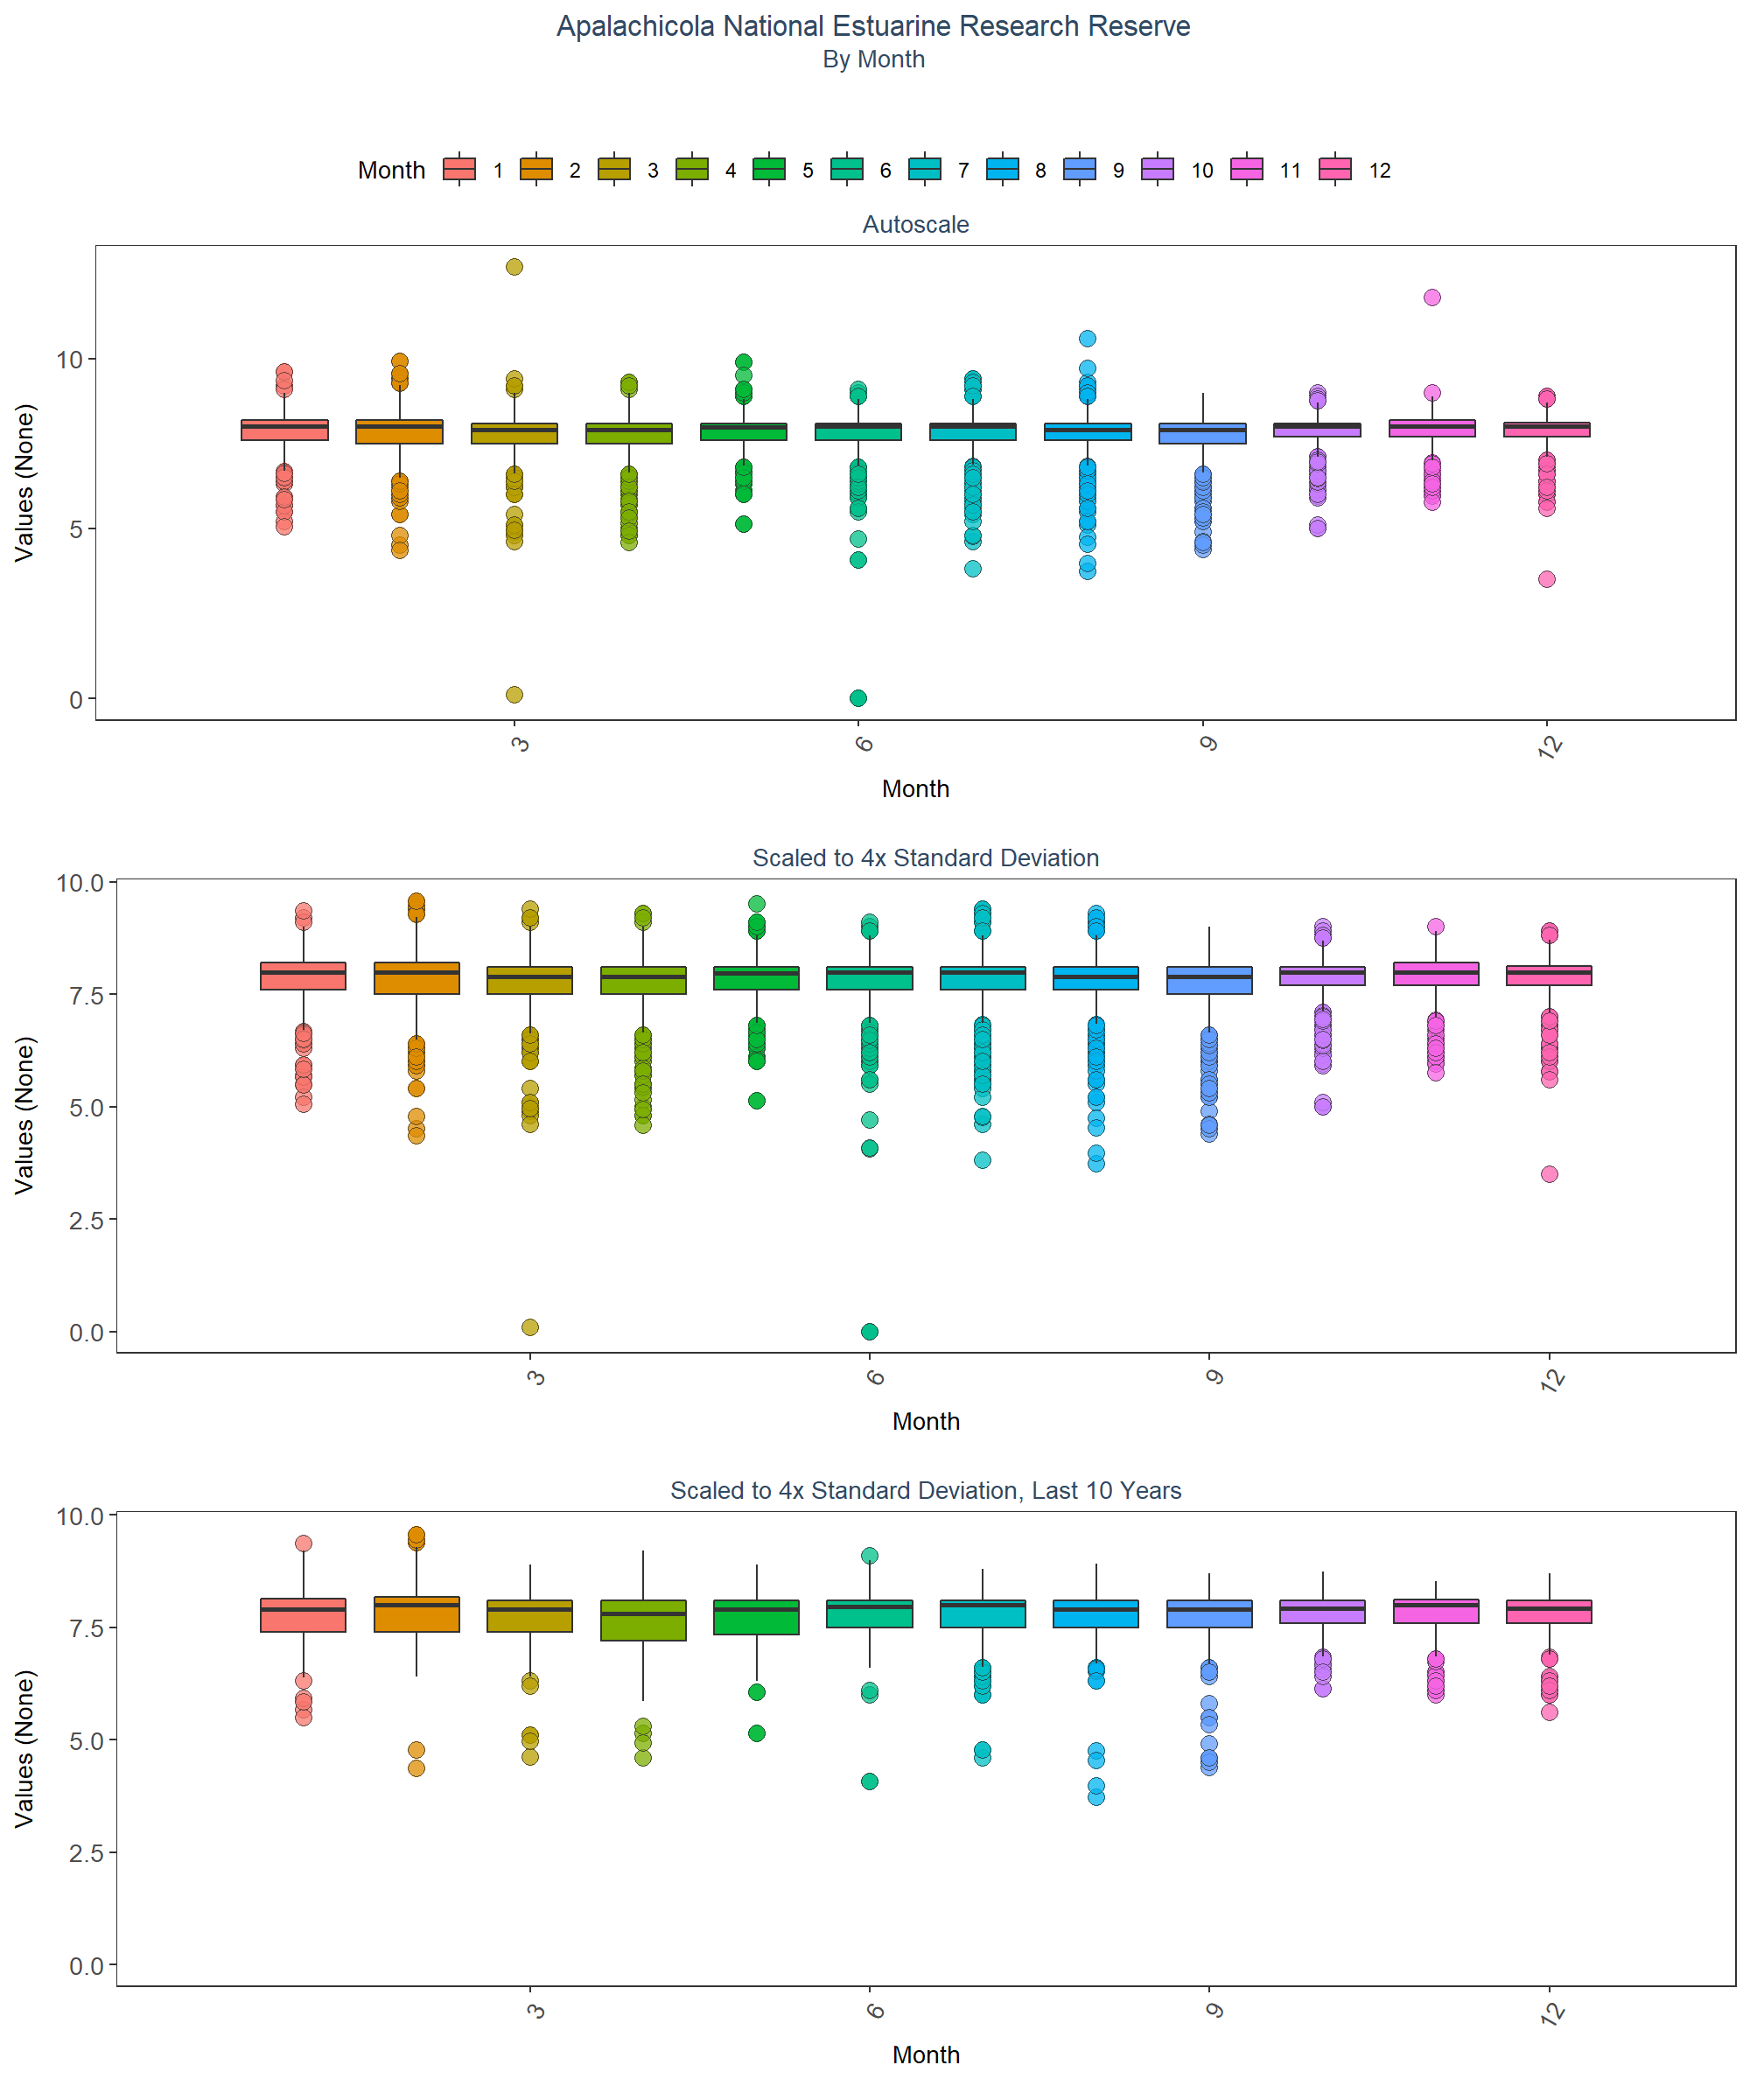 Apalachicola National Estuarine Research Reserve
By Month
Month 1 2 3 4 5 6 7 8 9 10 11 12
Autoscale
Values (None)
10
5
0
3 6 9 12
Month
Scaled to 4x Standard Deviation
Values (None)
10.0
7.5
5.0
2.5
0.0
3 6 9 12
Month
Scaled to 4x Standard Deviation, Last 10 Years
Values (None)
10.0
7.5
5.0
2.5
0.0
3 6 9 12
Month